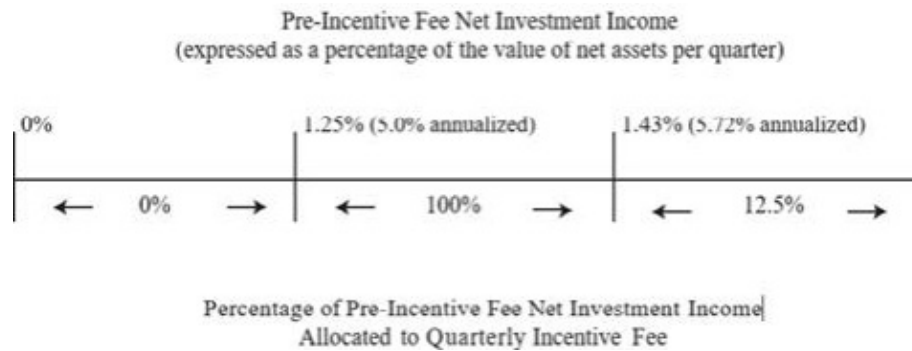 Pre-Incentive Fee Net Investment Income
(expressed as a percentage of the value of net assets per quarter)
0%
1.25% (5.0% annualized)
1.43% (5.72% annualized)
0%
100%
12.5%
Percentage of Pre-Incentive Fee Net Investment Income
Allocated to Quarterly Incentive Fee